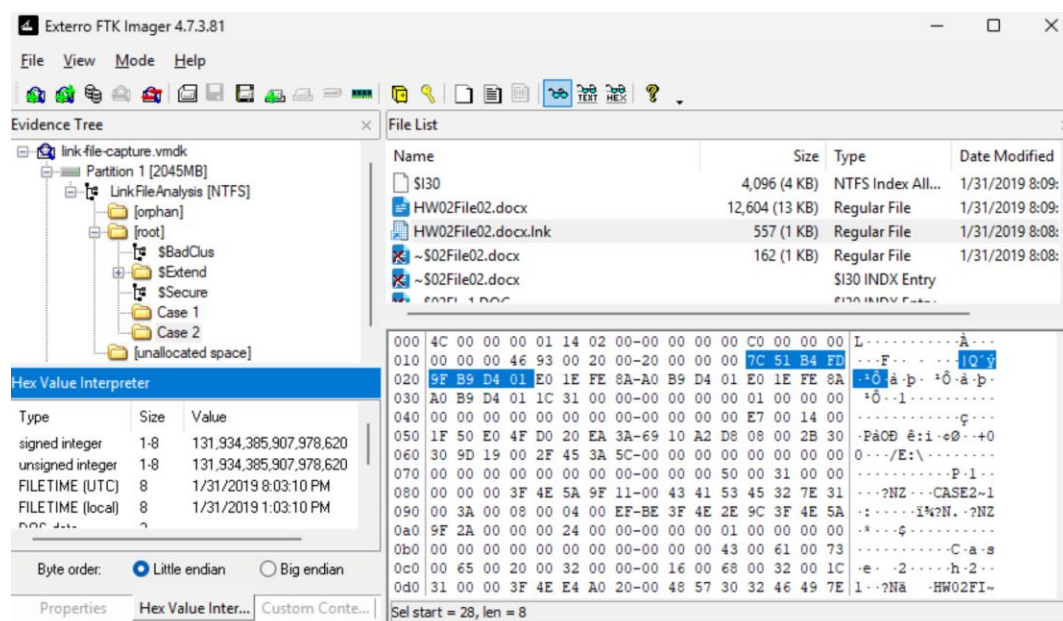 Exterro FTK Imager 4.7.3.81
File View Mode Help
Evidence Tree
link-file-capture.vmdk
Partition 1 [2045MB]
LinkFileAnalysis [NTFS]
[orphan]
[root]
$BadClus
$Extend
$Secure
Case 1
Case 2
[unallocated space]
Hex Value Interpreter
Type Size Value
signed integer 1-8 131,934,385,907,978,620
unsigned integer 1-8 131,934,385,907,978,620
FILETIME (UTC) 8 1/31/2019 8:03:10 PM
FILETIME (local) 8 1/31/2019 1:03:10 PM
Byte order: Little endian Big endian
Properties Hex Value Inter... Custom Conte...
File List
Name Size Type Date Modified
$I30 4,096 (4 KB) NTFS Index All... 1/31/2019 8:09:
HW02File02.docx 12,604 (13 KB) Regular File 1/31/2019 8:09:
HW02File02.docx.lnk 557 (1 KB) Regular File 1/31/2019 8:08:
~$02File02.docx 162 (1 KB) Regular File 1/31/2019 8:08:
~$02File02.docx $I30 INDX Entry
000 4C 00 00 00 01 14 02 00-00 00 00 00 C0 00 00 00 L···········À···
010 00 00 00 46 93 00 20 00-20 00 00 00 7C 51 B4 FD ···F·· · ···|Q´ý
020 9F B9 D4 01 E0 1E FE 8A-A0 B9 D4 01 E0 1E FE 8A ·¹Ô·à·þ· ¹Ô·à·þ·
030 A0 B9 D4 01 1C 31 00 00-00 00 00 00 01 00 00 00 ¹Ô··1··········
040 00 00 00 00 00 00 00 00-00 00 00 00 E7 00 14 00 ············ç···
050 1F 50 E0 4F D0 20 EA 3A-69 10 A2 D8 08 00 2B 30 ·PàOÐ ê:i·¢Ø··+0
060 30 9D 19 00 2F 45 3A 5C-00 00 00 00 00 00 00 00 0···/E:\········
070 00 00 00 00 00 00 00 00-00 00 00 50 00 31 00 00 ···········P·1··
080 00 00 00 3F 4E 5A 9F 11-00 43 41 53 45 32 7E 31 ···?NZ···CASE2~1
090 00 3A 00 08 00 04 00 EF-BE 3F 4E 2E 9C 3F 4E 5A ·:·····ï¾?N.·?NZ
0a0 9F 2A 00 00 00 24 00 00-00 00 00 01 00 00 00 00 ·*···$··········
0b0 00 00 00 00 00 00 00 00-00 00 00 43 00 61 00 73 ···········C·a·s
0c0 00 65 00 20 00 32 00 00-00 16 00 68 00 32 00 1C ·e· ·2·····h·2··
0d0 31 00 00 3F 4E E4 A0 20-00 48 57 30 32 46 49 7E 1··?Nä ·HW02FI~
Sel start = 28, len = 8